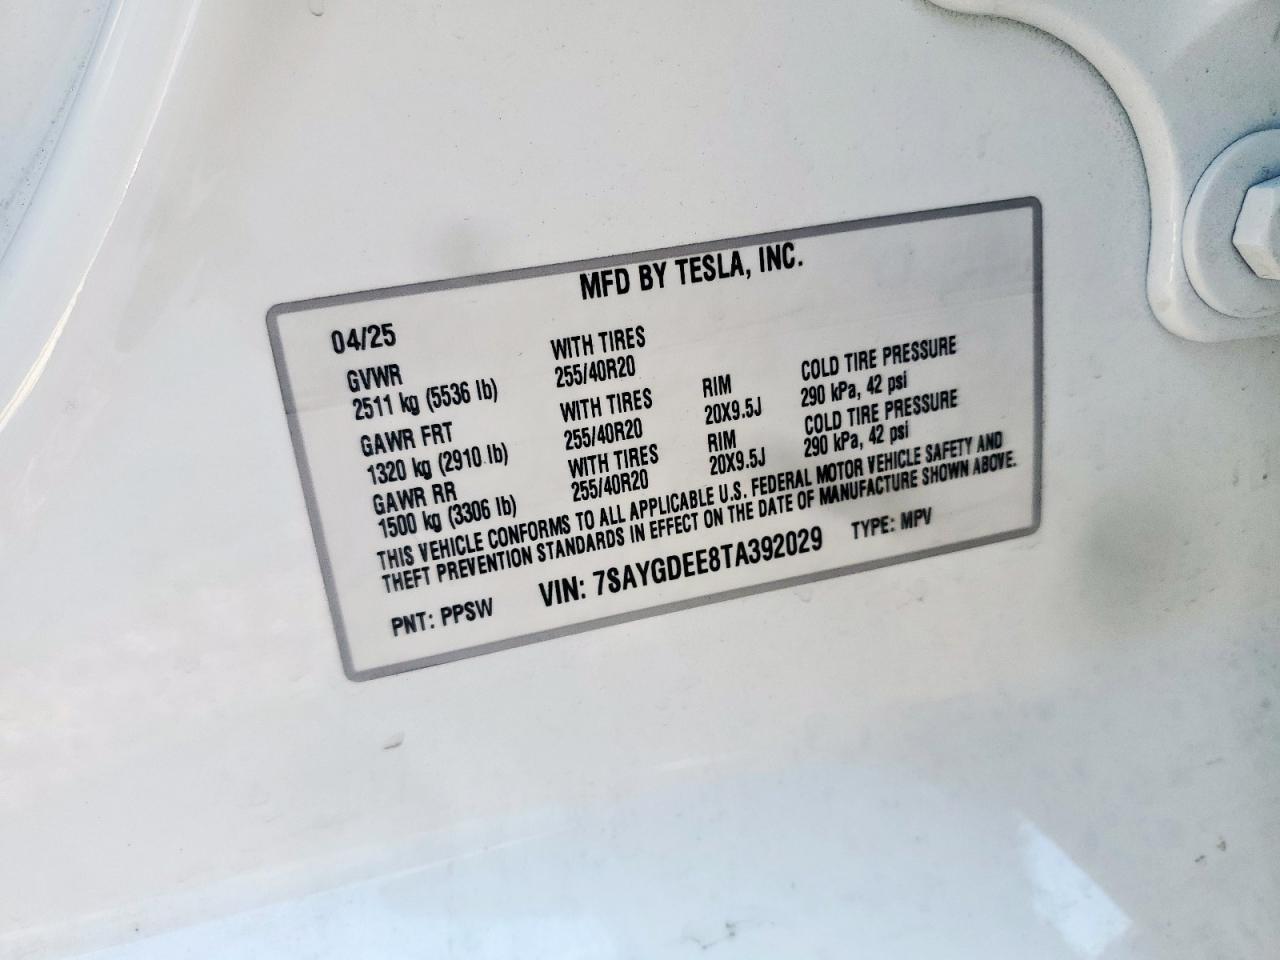 MFD BY TESLA, INC.
04/25
GVWR WITH TIRES
2511 kg (5536 lb) 255/40R20
GAWR FRT WITH TIRES RIM COLD TIRE PRESSURE
1320 kg (2910 lb) 255/40R20 20X9.5J 290 kPa, 42 psi
GAWR RR WITH TIRES RIM COLD TIRE PRESSURE
1500 kg (3306 lb) 255/40R20 20X9.5J 290 kPa, 42 psi
THIS VEHICLE CONFORMS TO ALL APPLICABLE U.S. FEDERAL MOTOR VEHICLE SAFETY AND
THEFT PREVENTION STANDARDS IN EFFECT ON THE DATE OF MANUFACTURE SHOWN ABOVE.
PNT: PPSW VIN: 7SAYGDEE8TA392029 TYPE: MPV